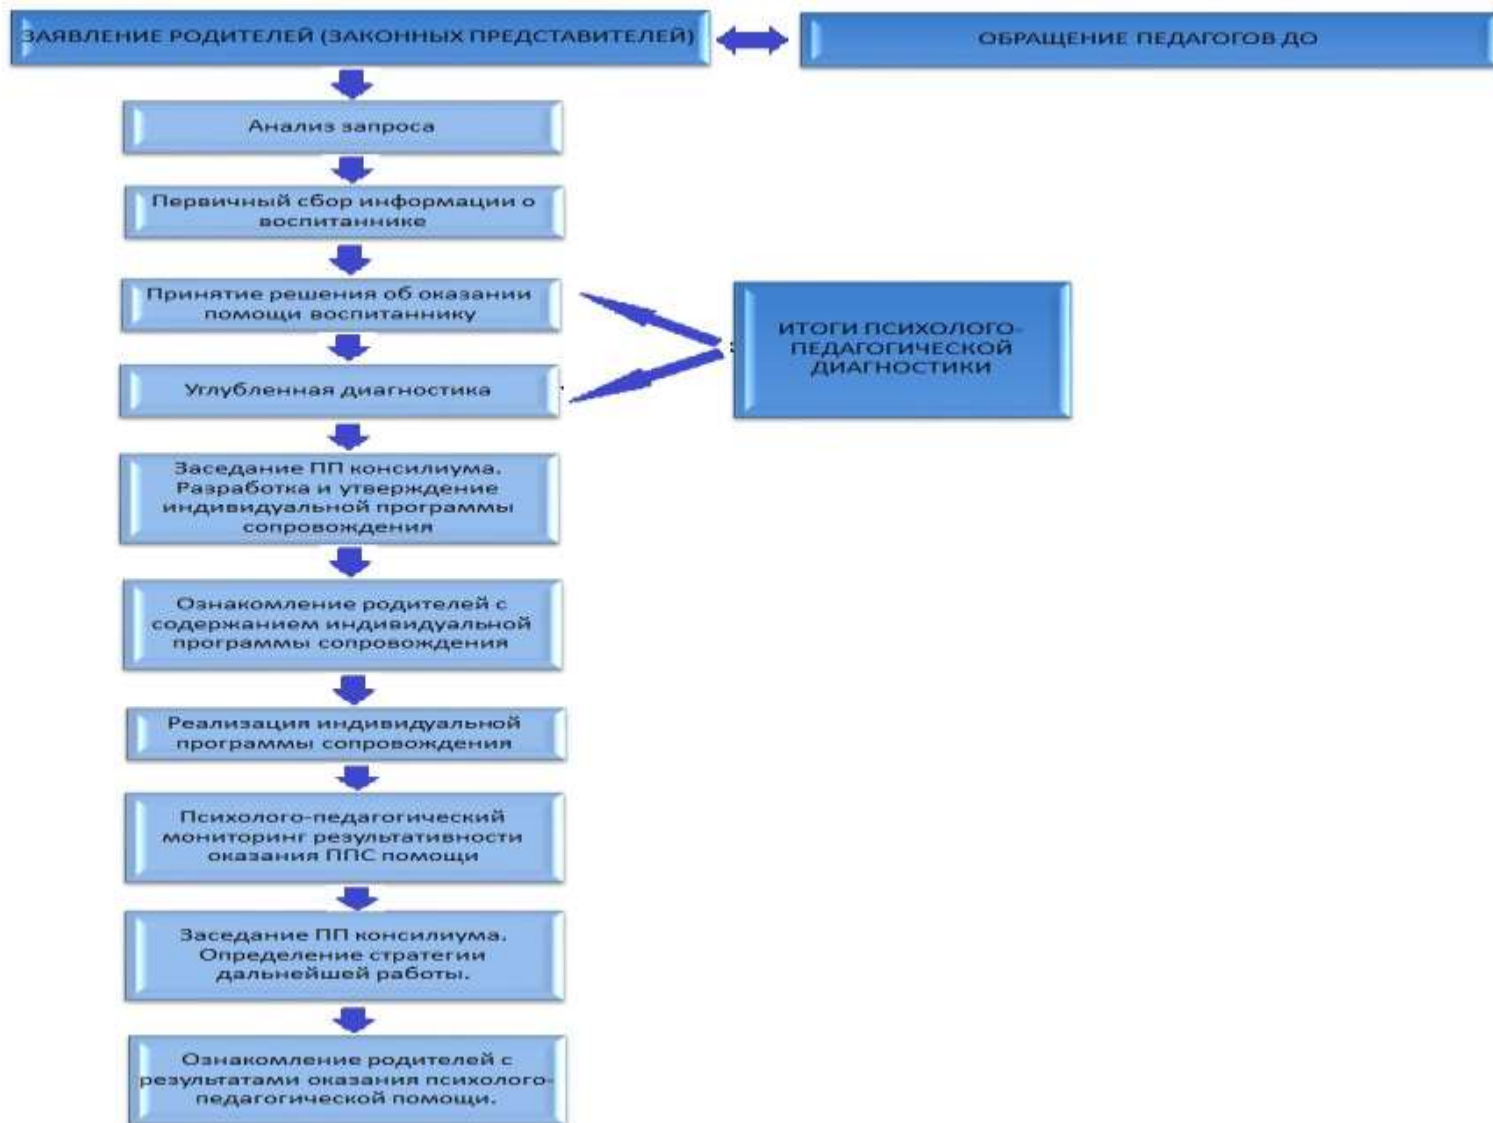 ЗАЯВЛЕНИЕ РОДИТЕЛЕЙ (ЗАКОННЫХ ПРЕДСТАВИТЕЛЕЙ)
ОБРАЩЕНИЕ ПЕДАГОГОВ ДО
Анализ запроса
Первичный сбор информации о
воспитаннике
Принятие решения об оказании
помощи воспитаннику
Углубленная диагностика
ИТОГИ ПСИХОЛОГО-
ПЕДАГОГИЧЕСКОЙ
ДИАГНОСТИКИ
Заседание ПП консилиума.
Разработка и утверждение
индивидуальной программы
сопровождения
Ознакомление родителей с
содержанием индивидуальной
программы сопровождения
Реализация индивидуальной
программы сопровождения
Психолого-педагогический
мониторинг результативности
оказания ППС помощи
Заседание ПП консилиума.
Определение стратегии
дальнейшей работы.
Ознакомление родителей с
результатами оказания психолого-
педагогической помощи.